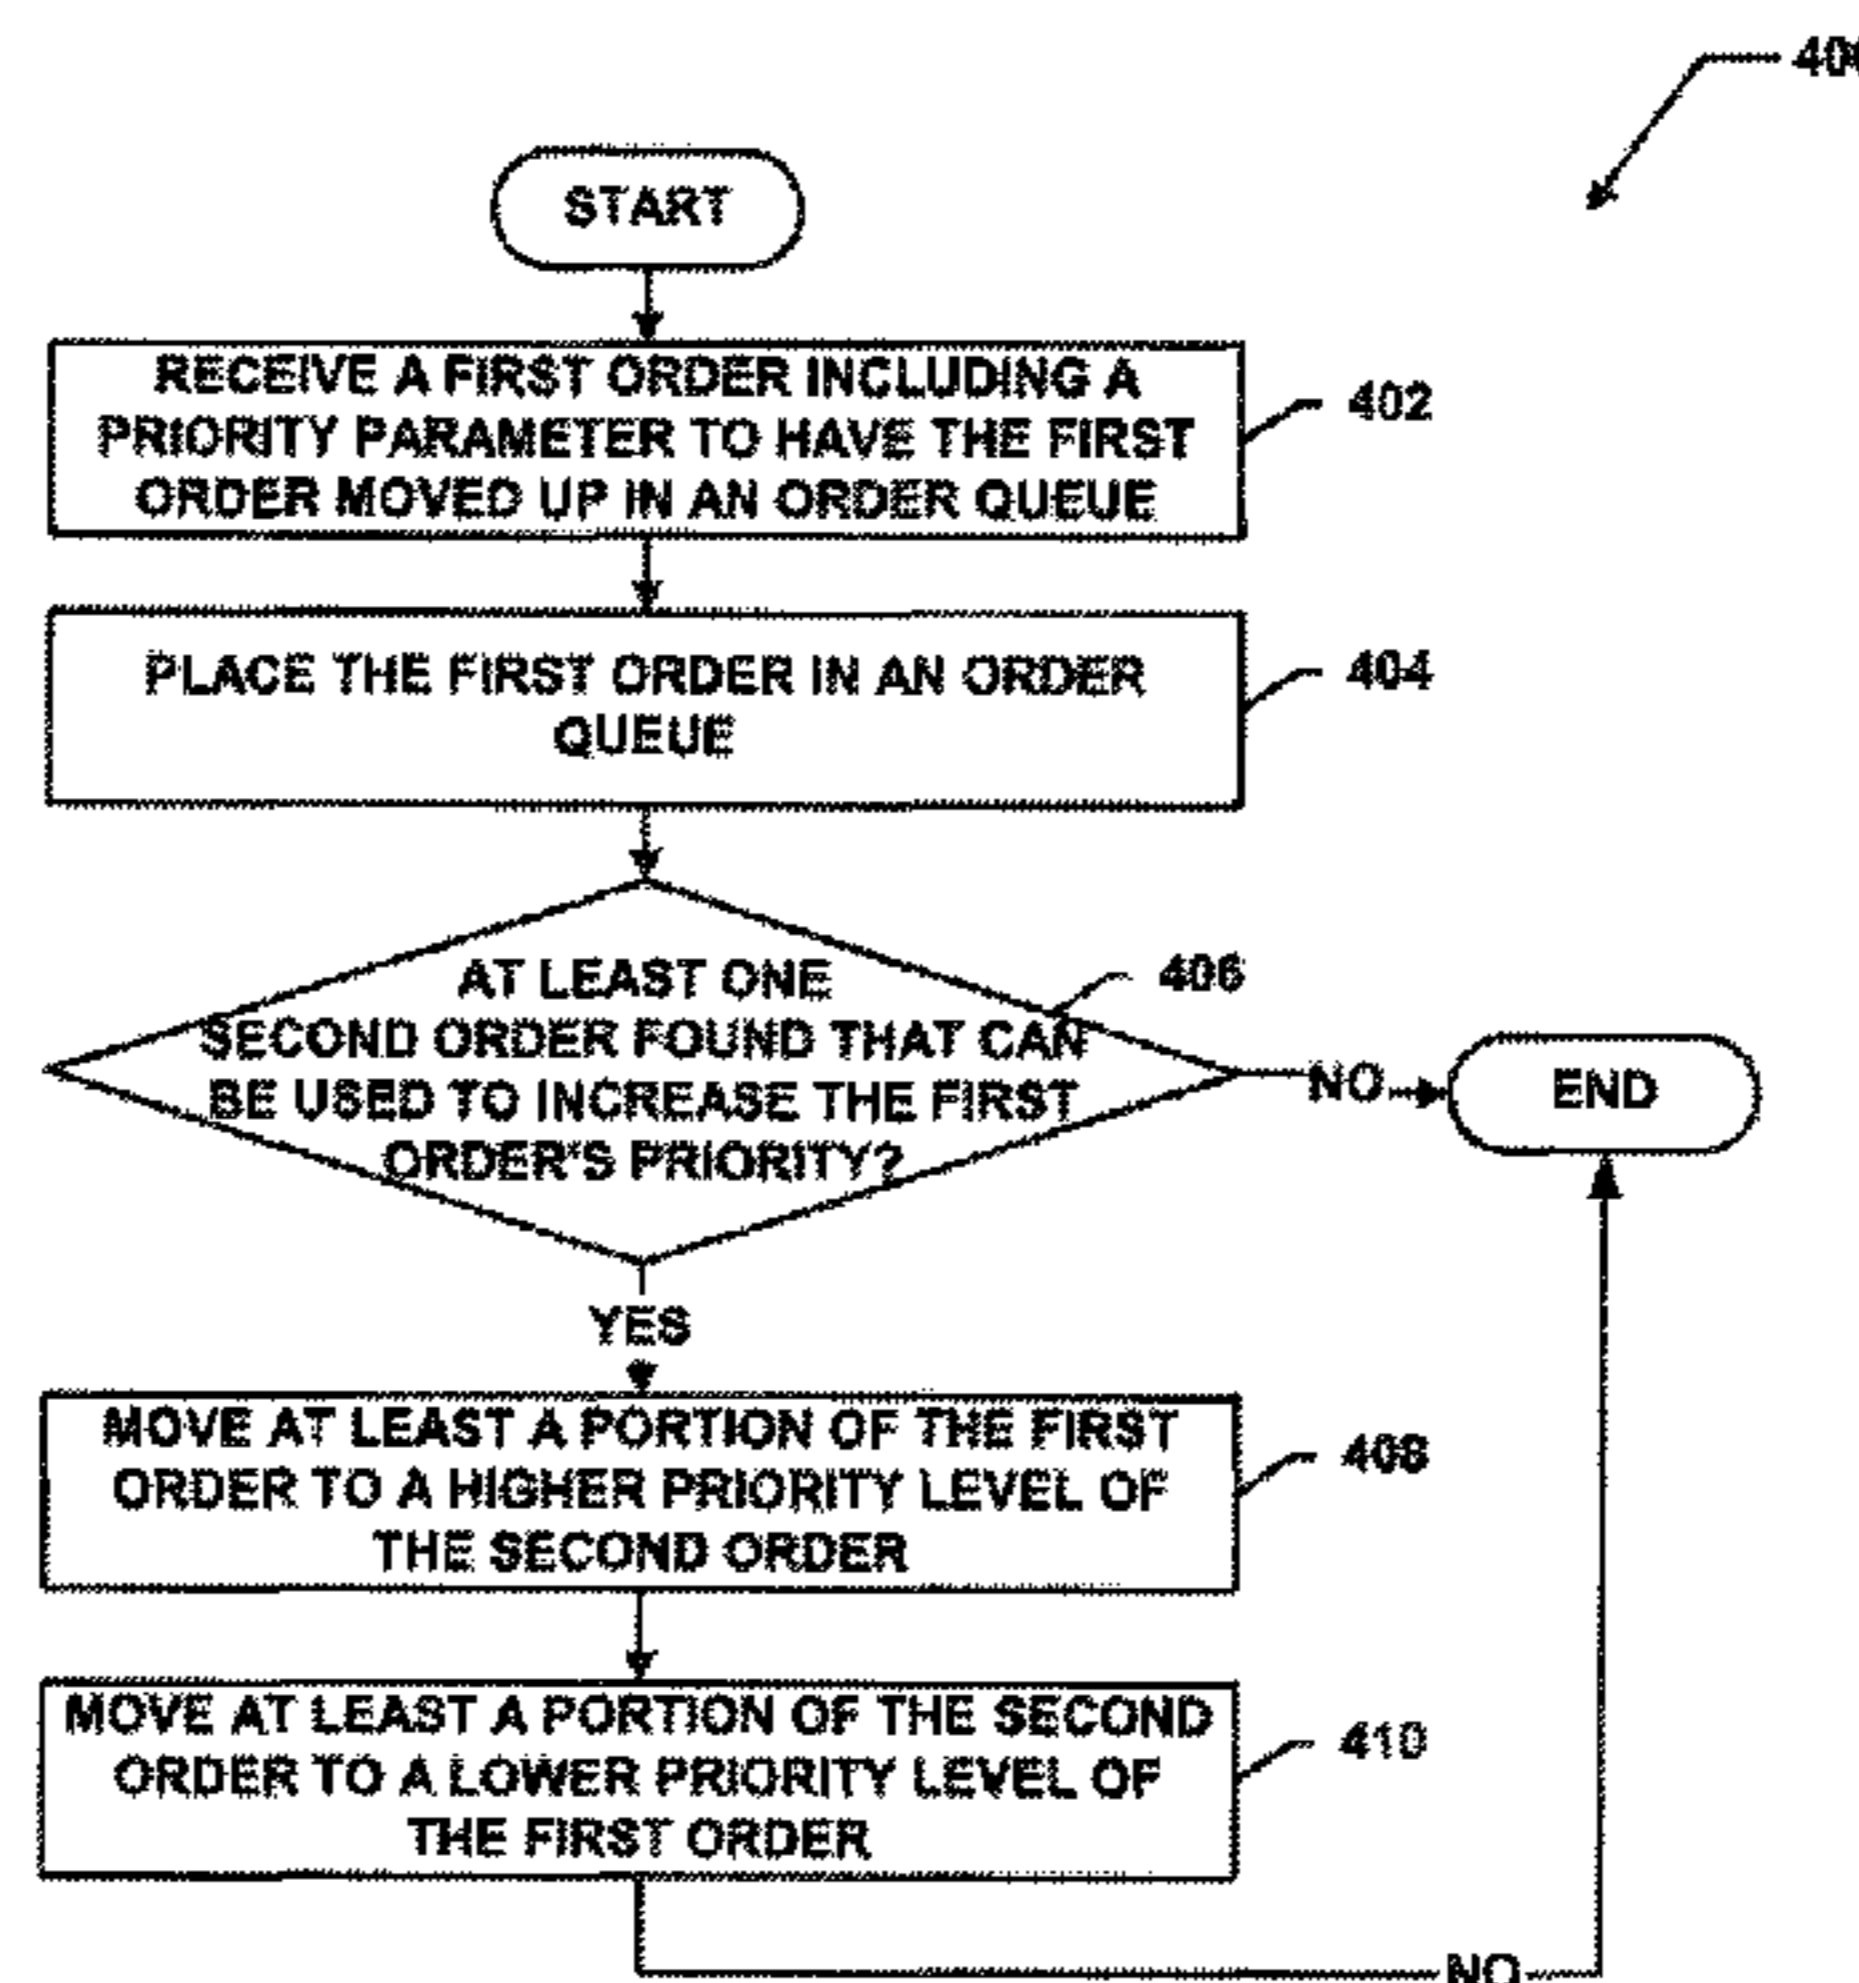 START
RECEIVE A FIRST ORDER INCLUDING A
PRIORITY PARAMETER TO HAVE THE FIRST
ORDER MOVED UP IN AN ORDER QUEUE
402
PLACE THE FIRST ORDER IN AN ORDER
QUEUE
404
AT LEAST ONE
SECOND ORDER FOUND THAT CAN
BE USED TO INCREASE THE FIRST
ORDER'S PRIORITY?
406
NO
END
YES
MOVE AT LEAST A PORTION OF THE FIRST
ORDER TO A HIGHER PRIORITY LEVEL OF
THE SECOND ORDER
408
MOVE AT LEAST A PORTION OF THE SECOND
ORDER TO A LOWER PRIORITY LEVEL OF
THE FIRST ORDER
410
NO